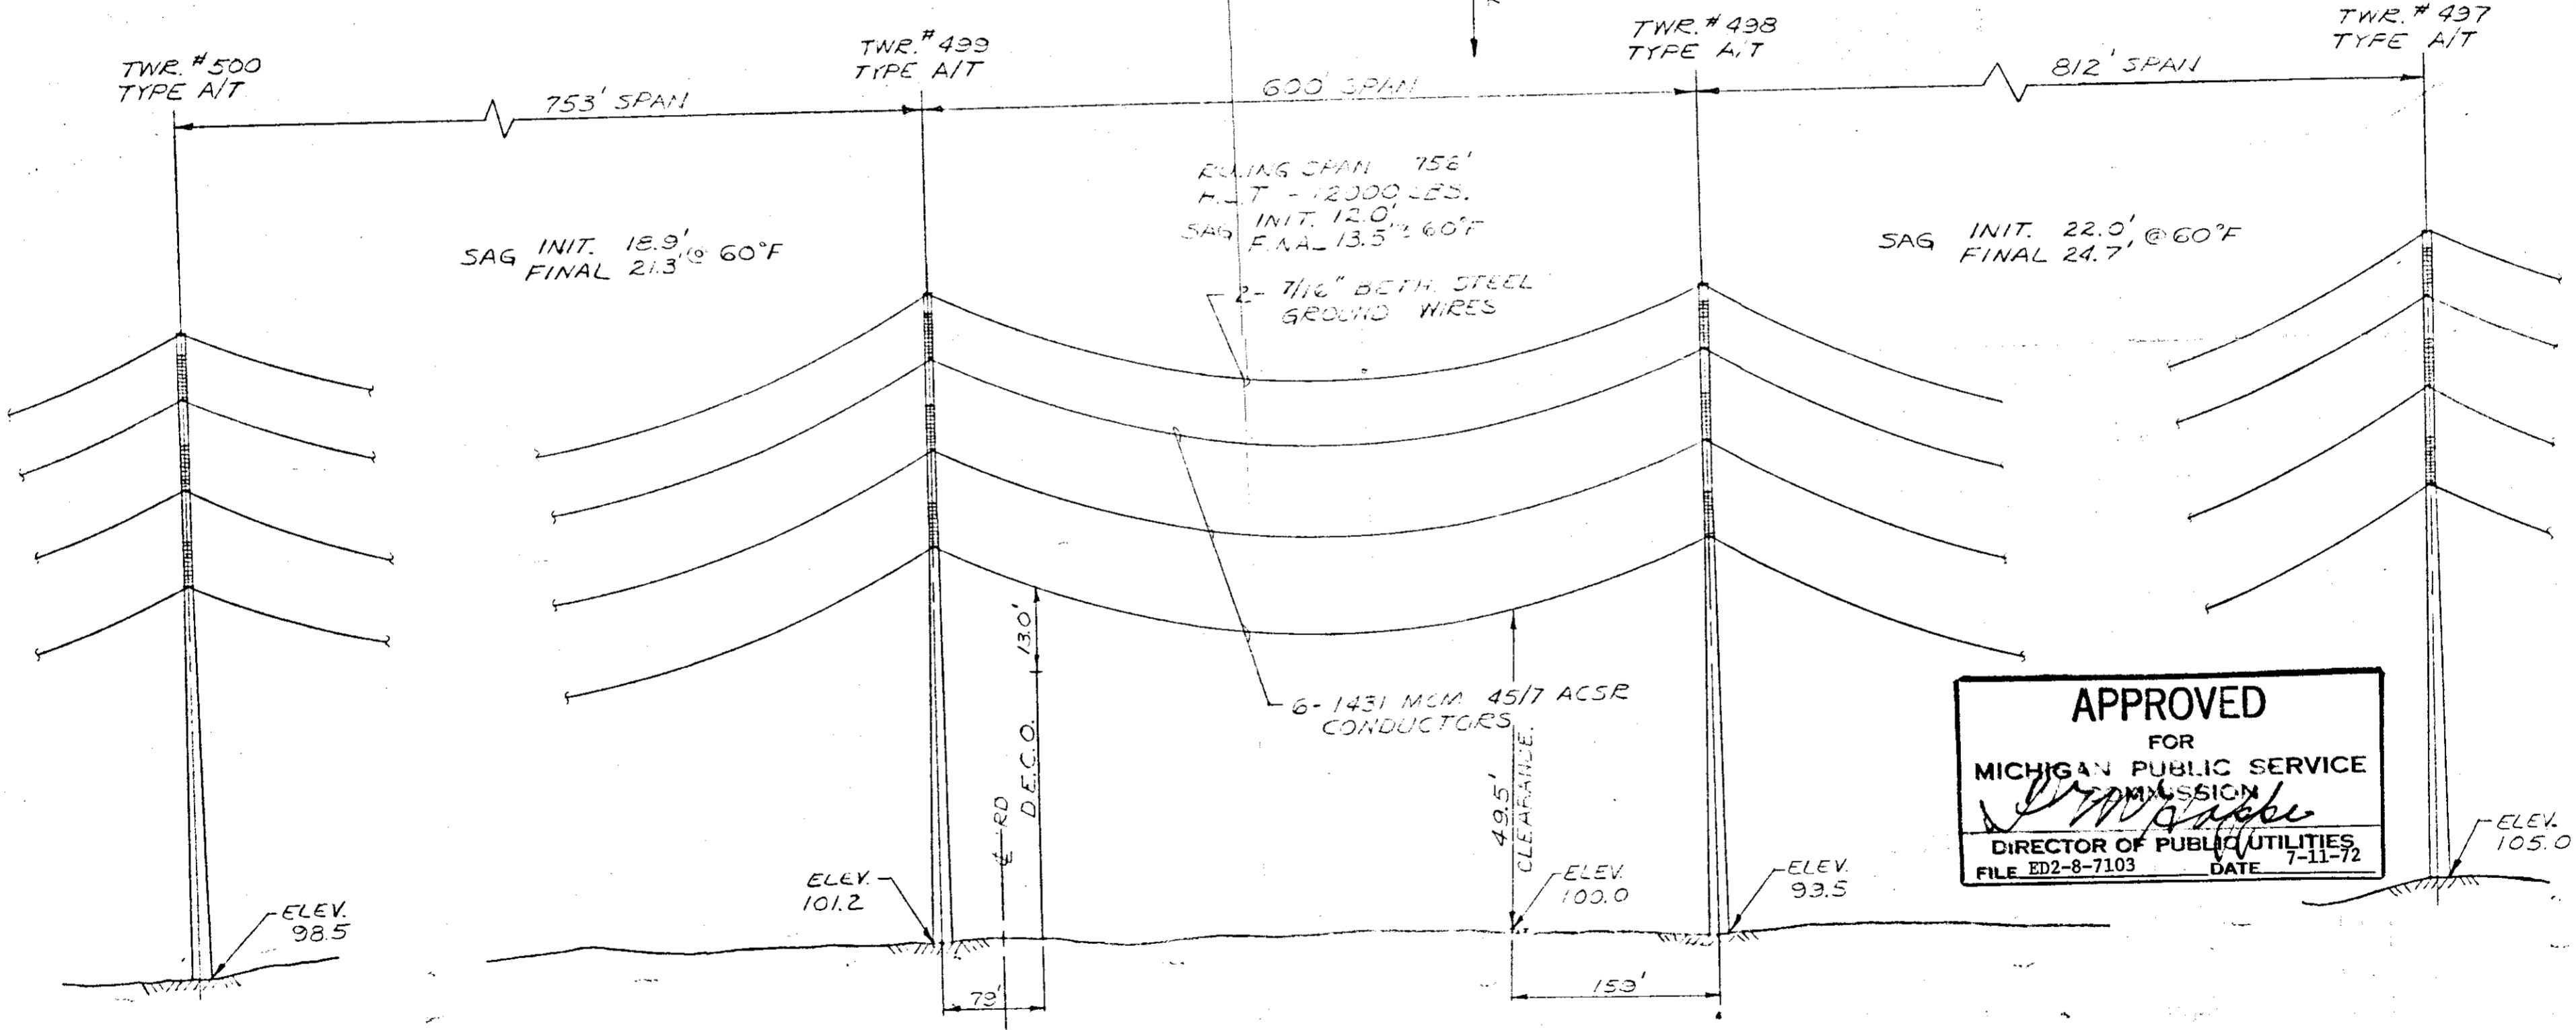 TWR. #500
TYPE A/T
TWR. #499
TYPE A/T
TWR. #498
TYPE A/T
TWR. #497
TYPE A/T
753' SPAN
600' SPAN
812' SPAN
RULING SPAN 756'
- 12000 LBS.
SAG INIT. 12.0'
FINAL 13.5' @ 60°F
SAG INIT. 18.9'
FINAL 21.3' @ 60°F
SAG INIT. 22.0' @ 60°F
FINAL 24.7'
2- 7/16" BETH. STEEL
GROUND WIRES
13.0'
D.E.C.O.
℄ RD
6- 1431 MCM 45/7 ACSR
CONDUCTORS
49.5'
CLEARANCE.
ELEV.
98.5
ELEV.
101.2
ELEV.
100.0
ELEV.
99.5
ELEV.
105.0
79'
159'
APPROVED
FOR
MICHIGAN PUBLIC SERVICE
COMMISSION
DIRECTOR OF PUBLIC UTILITIES
FILE ED2-8-7103 DATE 7-11-72